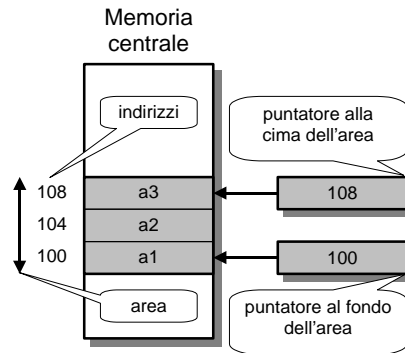 Memoria
centrale
indirizzi
puntatore alla
cima dell'area
108
a3
108
104
a2
100
a1
100
area
puntatore al fondo
dell'area